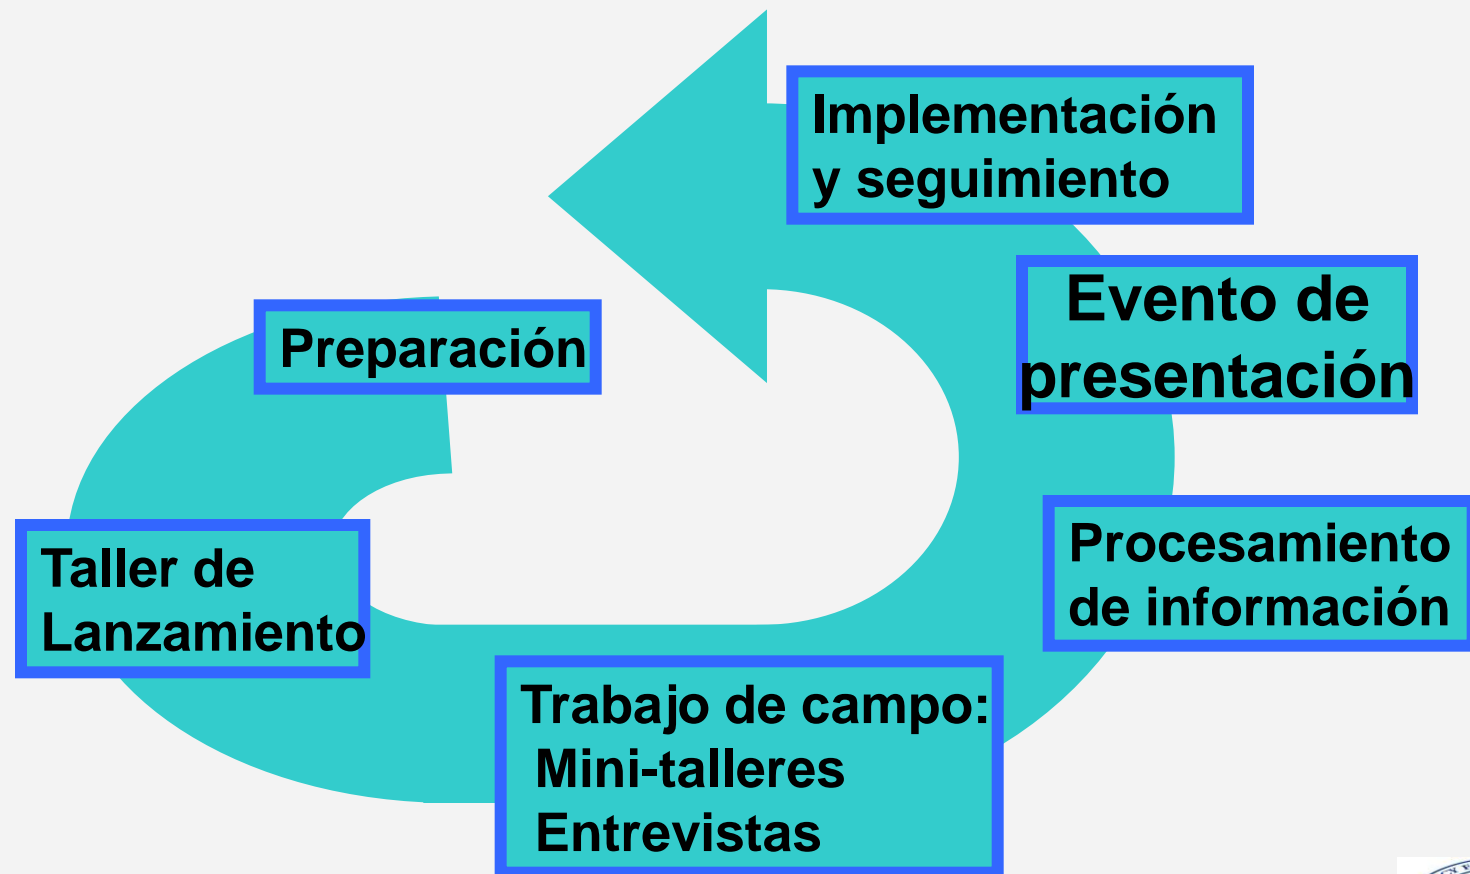 Preparación
Taller de
Lanzamiento
Trabajo de campo:
Mini-talleres
Entrevistas
Procesamiento
de información
Evento de
presentación
Implementación
y seguimiento